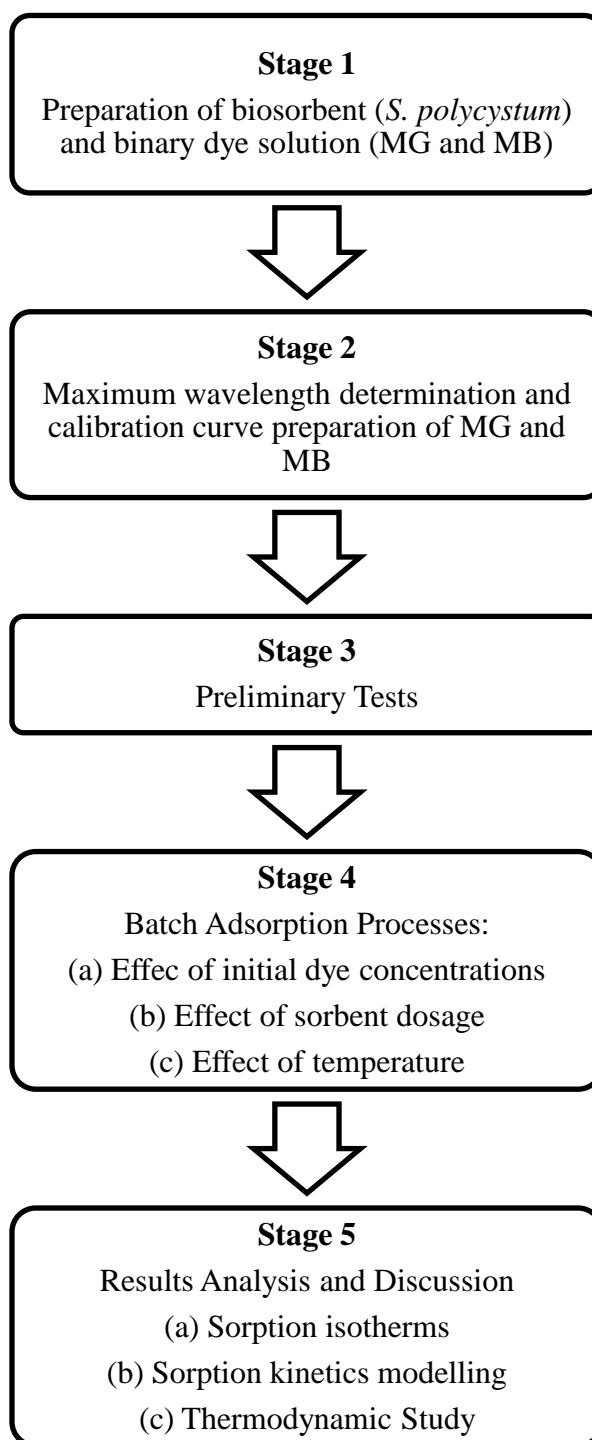 Stage 1
Preparation of biosorbent (S. polycystum)
and binary dye solution (MG and MB)
Stage 2
Maximum wavelength determination and
calibration curve preparation of MG and
MB
Stage 3
Preliminary Tests
Stage 4
Batch Adsorption Processes:
(a) Effec of initial dye concentrations
(b) Effect of sorbent dosage
(c) Effect of temperature
Stage 5
Results Analysis and Discussion
(a) Sorption isotherms
(b) Sorption kinetics modelling
(c) Thermodynamic Study